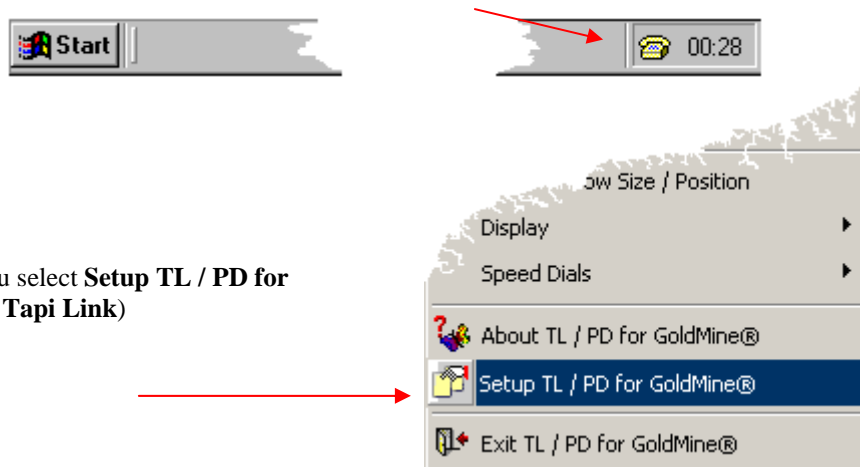 Start
00:28
Size / Position
Display
Speed Dials
select Setup TL / PD for
Tapi Link)
About TL / PD for GoldMine®
Setup TL / PD for GoldMine®
Exit TL / PD for GoldMine®